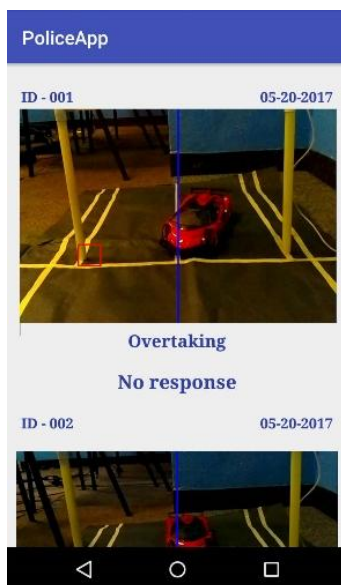 PoliceApp
ID - 001 05-20-2017
Overtaking
No response
ID - 002 05-20-2017